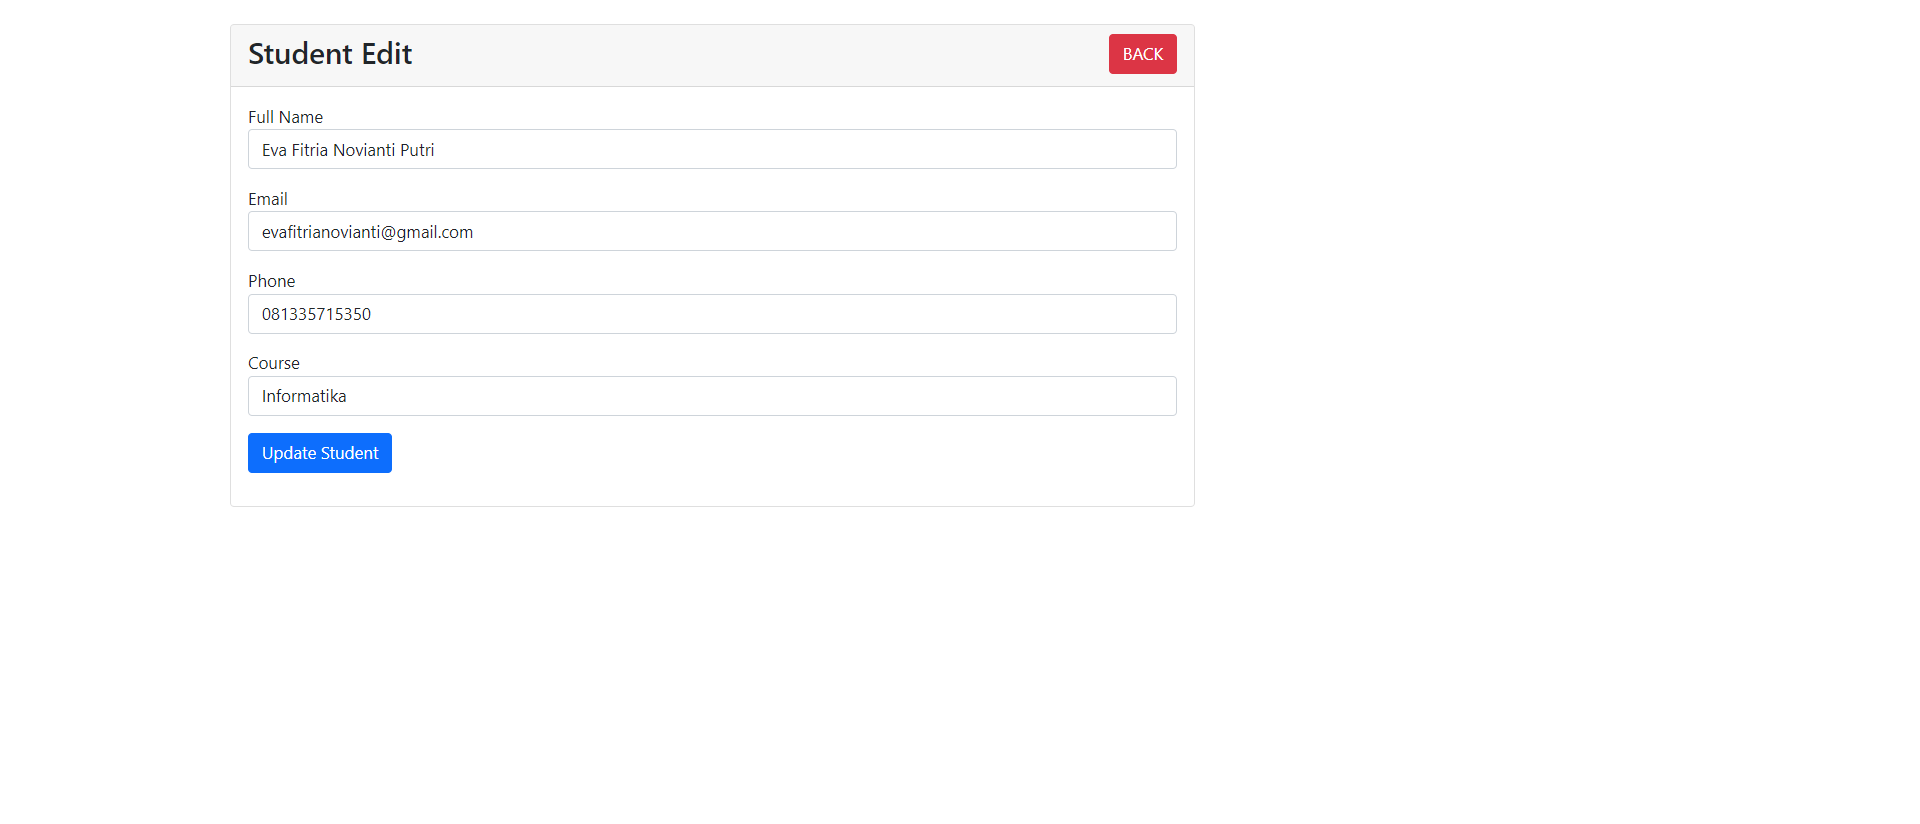 Student Edit
BACK
Full Name
Eva Fitria Novianti Putri
Email
evafitrianovianti@gmail.com
Phone
081335715350
Course
Informatika
Update Student